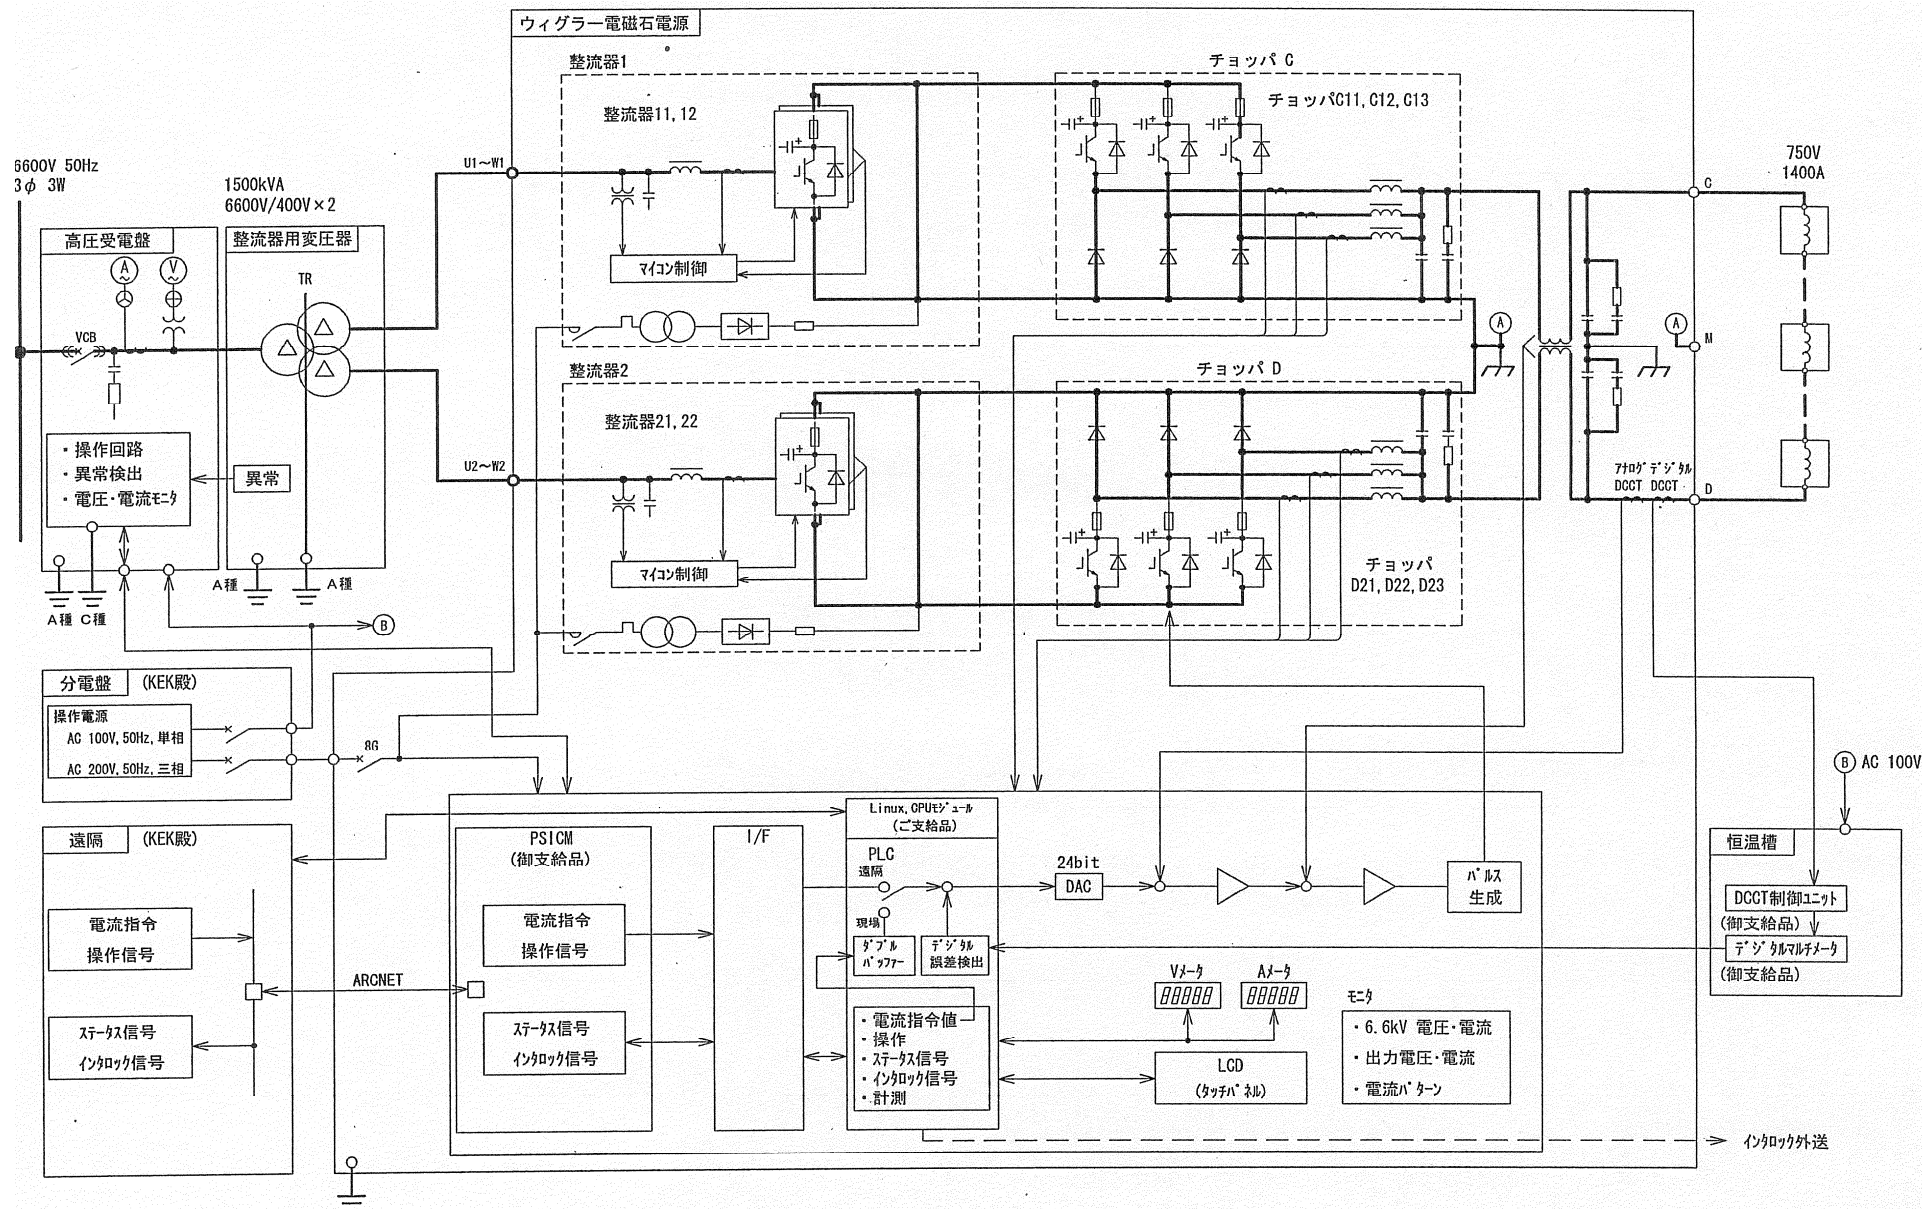 ウィグラー電磁石電源
整流器1
チョッパ C
整流器11,12
チョッパC11,C12,C13
6600V 50Hz
3φ 3W
U1～W1
750V
1400A
1500kVA
6600V/400V×2
C
高圧受電盤
整流器用変圧器
A
V
マイコン制御
TR
VCB
A
A
M
整流器2
チョッパ D
整流器21,22
・操作回路
・異常検出
・電圧・電流モニタ
異常
U2～W2
アナログ デジタル
DCCT DCCT
D
マイコン制御
チョッパ
D21,D22,D23
A種
A種
A種
C種
B
分電盤
(KEK殿)
操作電源
AC 100V,50Hz,単相
AC 200V,50Hz,三相
8G
B
AC 100V
遠隔
(KEK殿)
PSICM
(御支給品)
I/F
Linux,CPUモジュール
(ご支給品)
PLC
遠隔
24bit
DAC
パルス
生成
恒温槽
DCCT制御ユニット
(御支給品)
デジタルマルチメータ
(御支給品)
電流指令
操作信号
電流指令
操作信号
現場
ダブル
バッファー
デジタル
誤差検出
ARCNET
Vメータ
Aメータ
88888
88888
モニタ
・6.6kV 電圧・電流
・出力電圧・電流
・電流パターン
ステータス信号
インタロック信号
ステータス信号
インタロック信号
・電流指令値
・操作
・ステータス信号
・インタロック信号
・計測
LCD
(タッチパネル)
インタロック外送